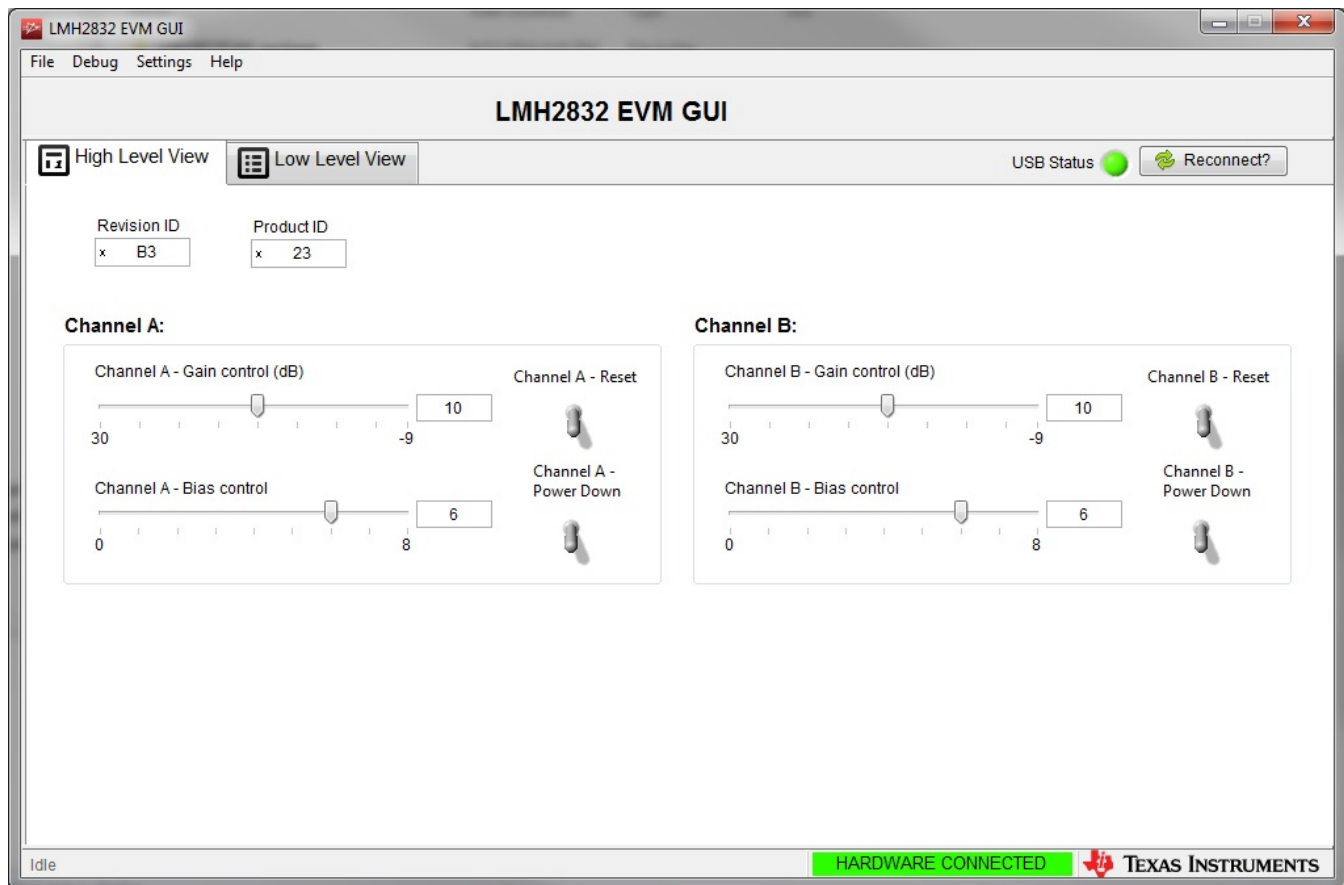 LMH2832 EVM GUI
File Debug Settings Help
LMH2832 EVM GUI
High Level View Low Level View USB Status Reconnect?
Revision ID Product ID
x B3 x 23
Channel A: Channel B:
Channel A - Gain control (dB)
Channel A - Reset
10
30 -9
Channel A - Bias control
Channel A -
Power Down
6
0 8
Channel B - Gain control (dB)
Channel B - Reset
10
30 -9
Channel B - Bias control
Channel B -
Power Down
6
0 8
Idle HARDWARE CONNECTED TEXAS INSTRUMENTS